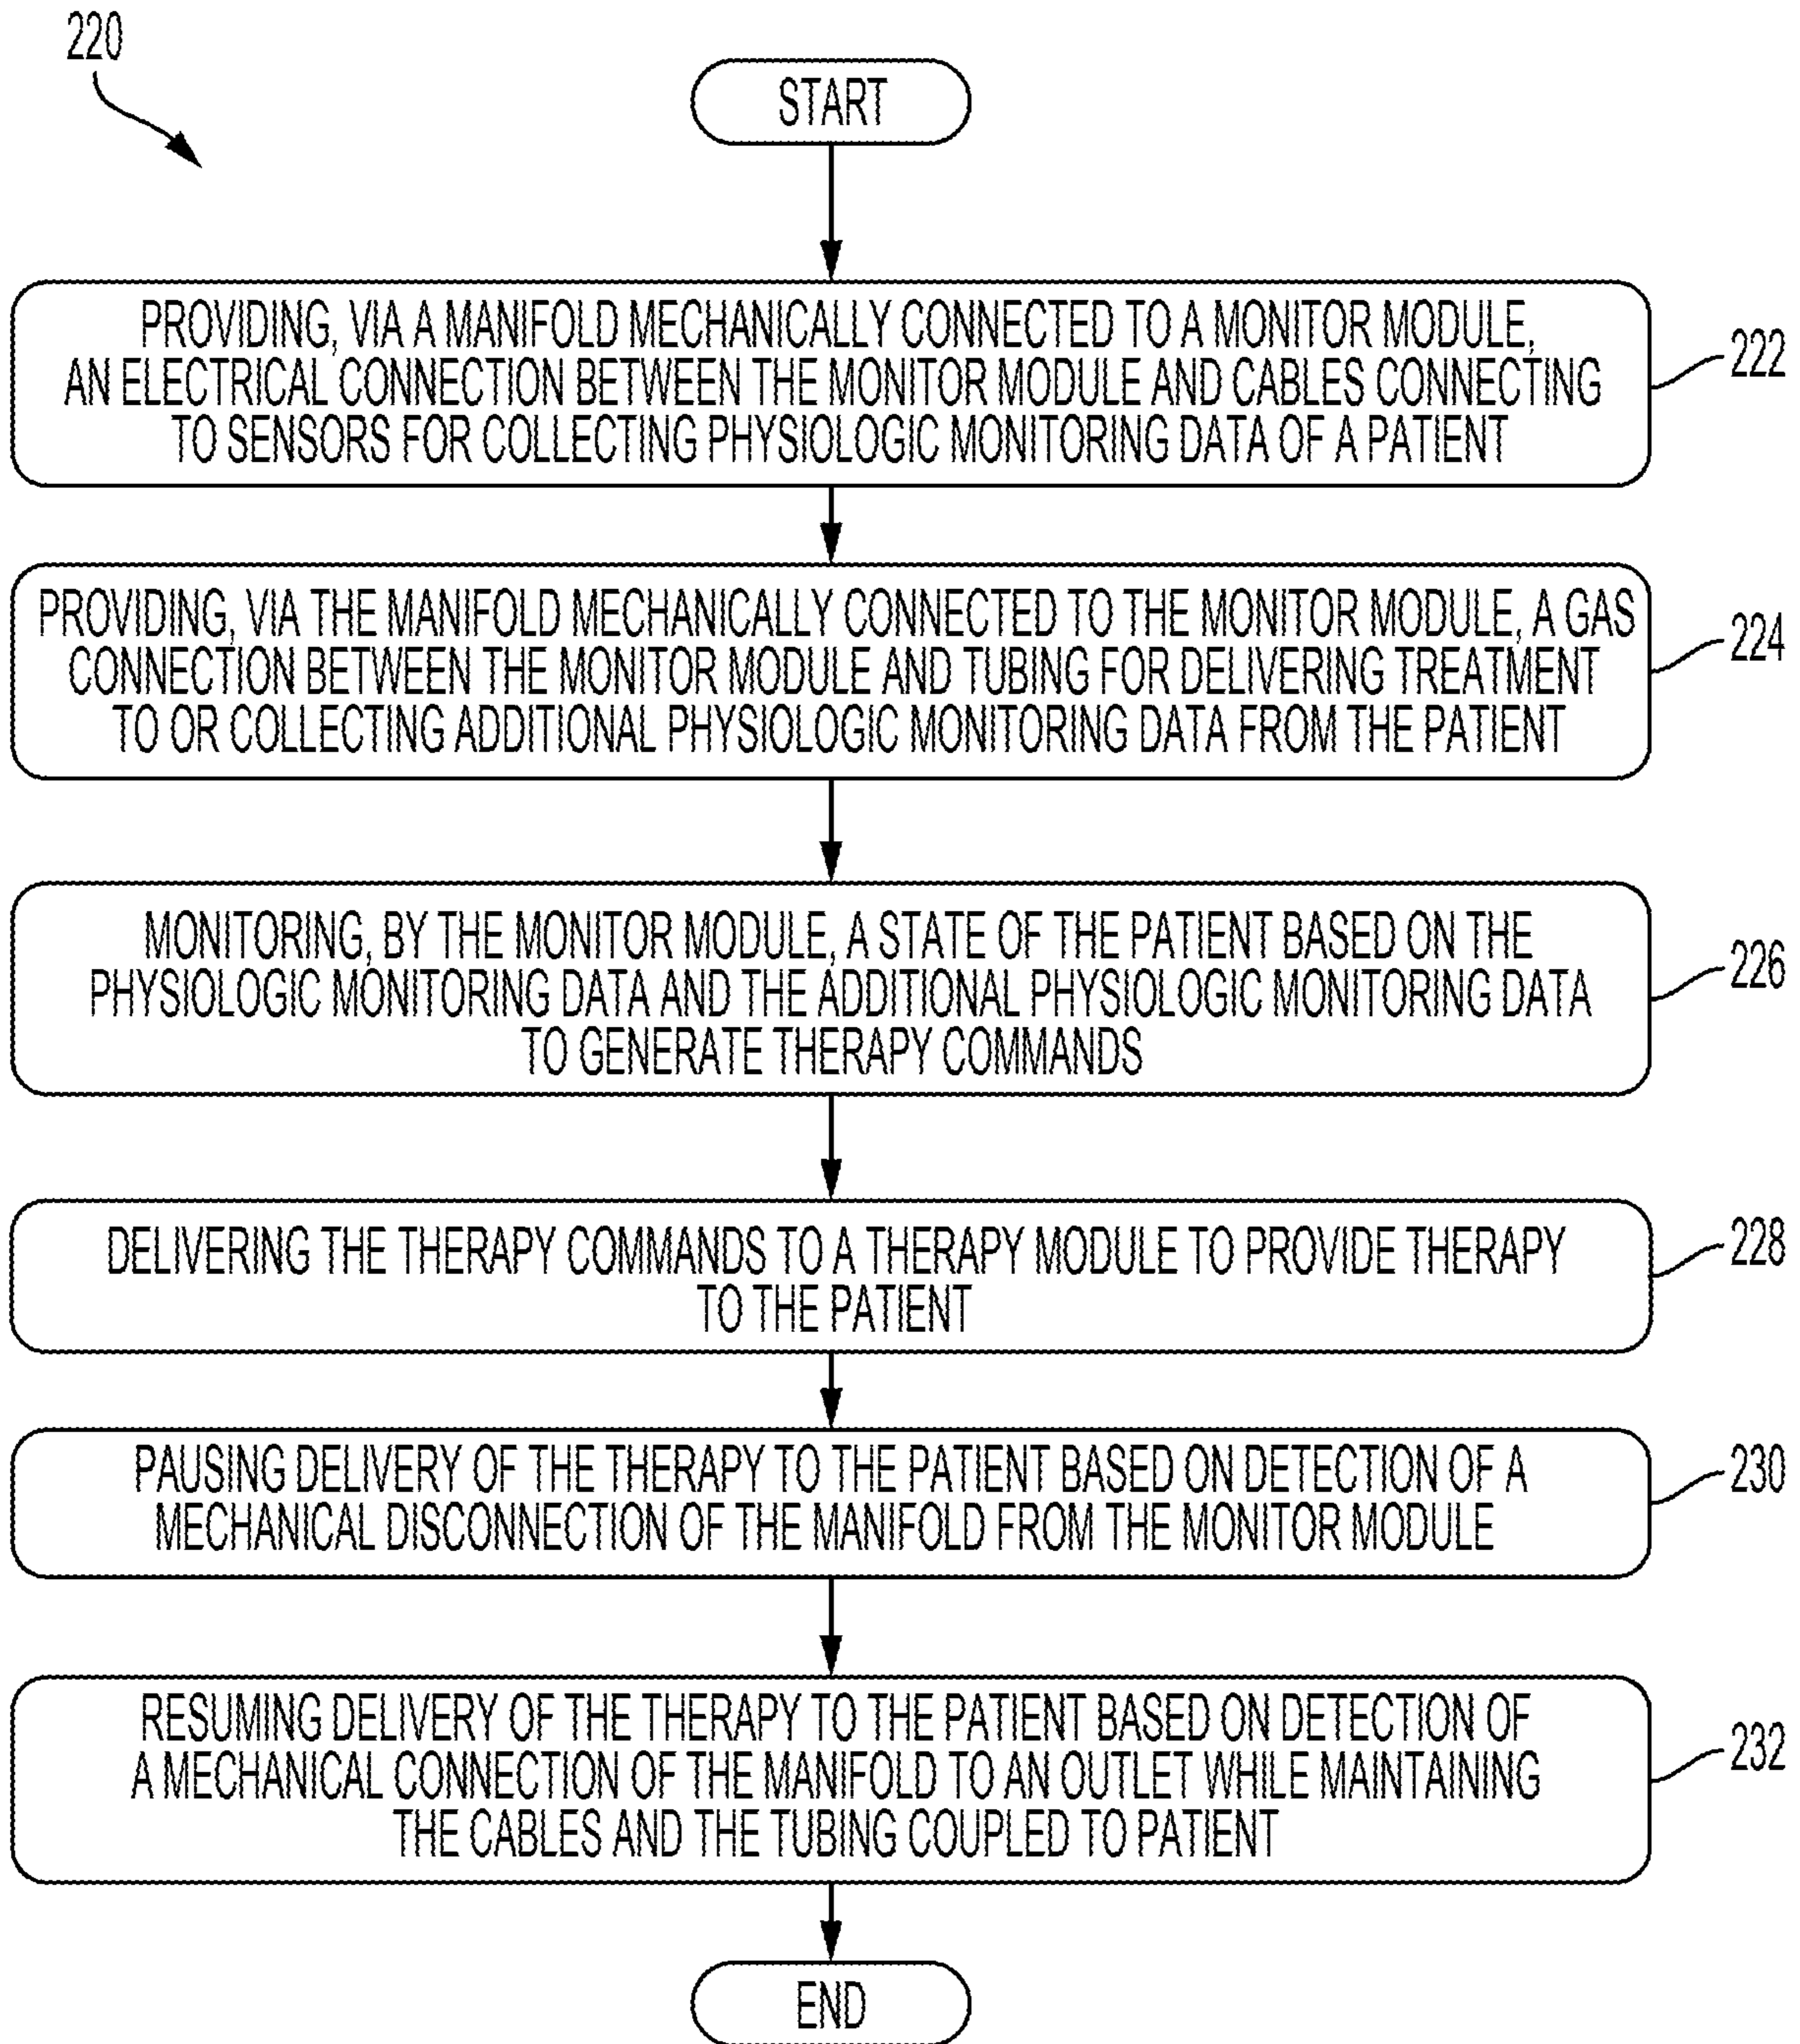 220
START
PROVIDING, VIA A MANIFOLD MECHANICALLY CONNECTED TO A MONITOR MODULE,
AN ELECTRICAL CONNECTION BETWEEN THE MONITOR MODULE AND CABLES CONNECTING
TO SENSORS FOR COLLECTING PHYSIOLOGIC MONITORING DATA OF A PATIENT
222
PROVIDING, VIA THE MANIFOLD MECHANICALLY CONNECTED TO THE MONITOR MODULE, A GAS
CONNECTION BETWEEN THE MONITOR MODULE AND TUBING FOR DELIVERING TREATMENT
TO OR COLLECTING ADDITIONAL PHYSIOLOGIC MONITORING DATA FROM THE PATIENT
224
MONITORING, BY THE MONITOR MODULE, A STATE OF THE PATIENT BASED ON THE
PHYSIOLOGIC MONITORING DATA AND THE ADDITIONAL PHYSIOLOGIC MONITORING DATA
TO GENERATE THERAPY COMMANDS
226
DELIVERING THE THERAPY COMMANDS TO A THERAPY MODULE TO PROVIDE THERAPY
TO THE PATIENT
228
PAUSING DELIVERY OF THE THERAPY TO THE PATIENT BASED ON DETECTION OF A
MECHANICAL DISCONNECTION OF THE MANIFOLD FROM THE MONITOR MODULE
230
RESUMING DELIVERY OF THE THERAPY TO THE PATIENT BASED ON DETECTION OF
A MECHANICAL CONNECTION OF THE MANIFOLD TO AN OUTLET WHILE MAINTAINING
THE CABLES AND THE TUBING COUPLED TO PATIENT
232
END